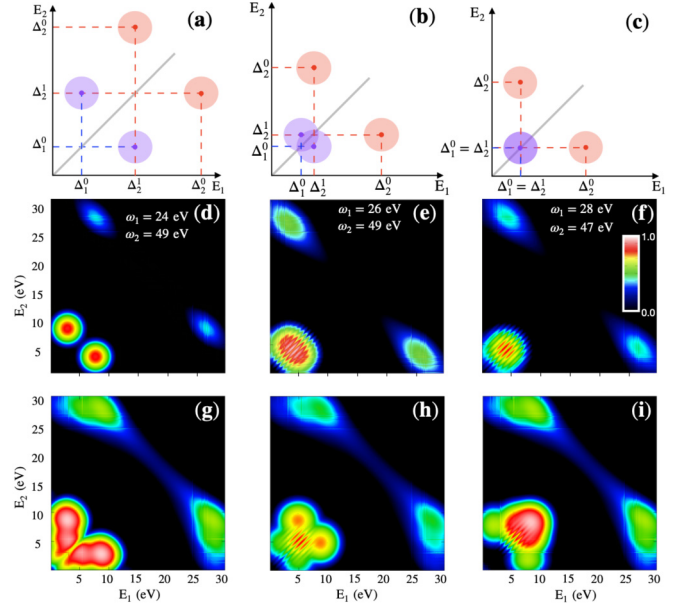 E₂
(a)
Δ₂⁰
Δ₂¹
Δ₁⁰
Δ₁⁰
Δ₂¹
Δ₂⁰
E₁
E₂
(b)
Δ₂⁰
Δ₂¹
Δ₁⁰
Δ₁⁰
Δ₂¹
Δ₂⁰
E₁
E₂
(c)
Δ₂⁰
Δ₁⁰ = Δ₂¹
Δ₁⁰ = Δ₂¹
Δ₂⁰
E₁
E₂ (eV)
30
25
20
15
10
5
(d)
ω₁ = 24 eV
ω₂ = 49 eV
(e)
ω₁ = 26 eV
ω₂ = 49 eV
(f)
ω₁ = 28 eV
ω₂ = 47 eV
1.0
0.0
E₂ (eV)
30
25
20
15
10
5
(g)
5 10 15 20 25 30
E₁ (eV)
(h)
5 10 15 20 25 30
E₁ (eV)
(i)
5 10 15 20 25 30
E₁ (eV)